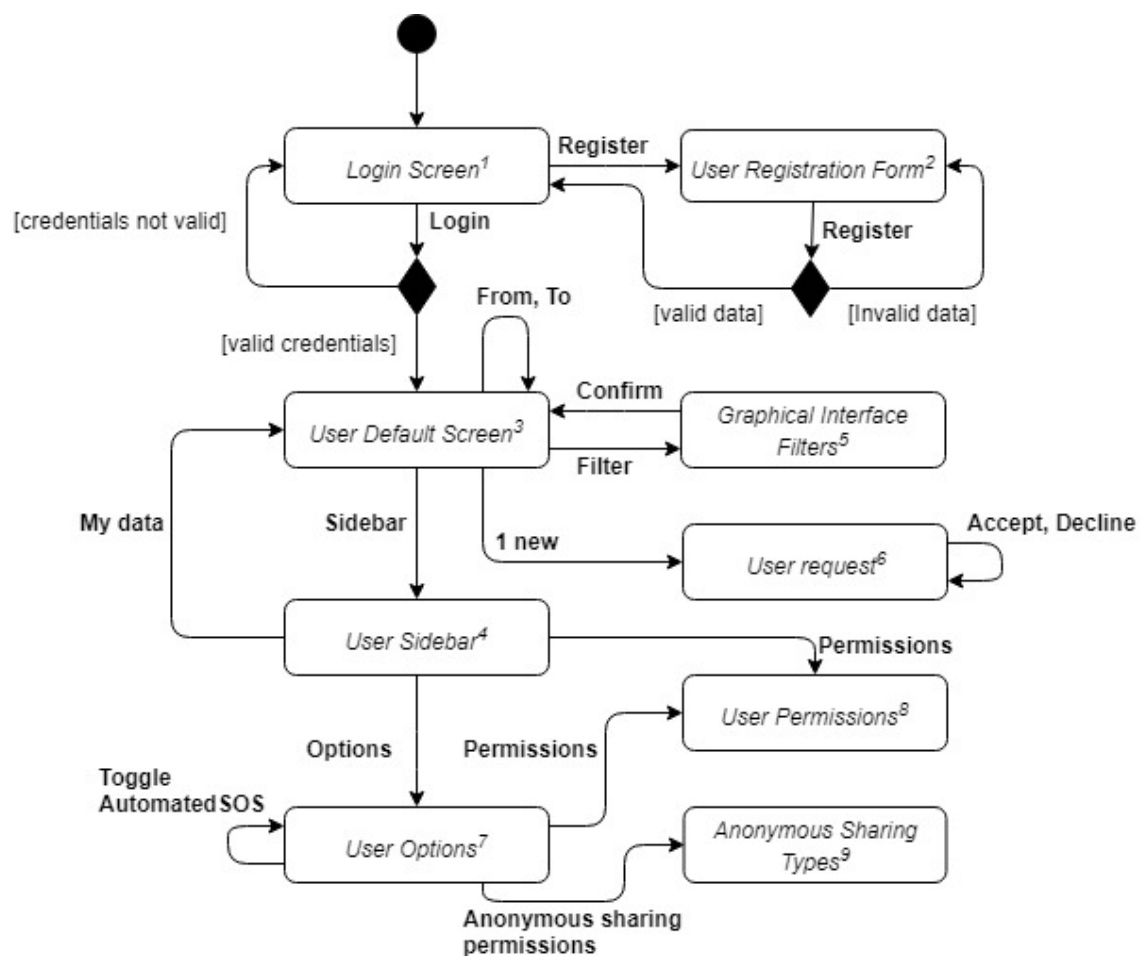 Login Screen1
Register
User Registration Form2
[credentials not valid]
Login
Register
From, To
[valid data]
[Invalid data]
[valid credentials]
Confirm
User Default Screen3
Graphical Interface
Filters5
Filter
My data
Sidebar
1 new
Accept, Decline
User request6
User Sidebar4
Permissions
User Permissions8
Options
Permissions
Toggle
AutomatedSOS
User Options7
Anonymous Sharing
Types9
Anonymous sharing
permissions